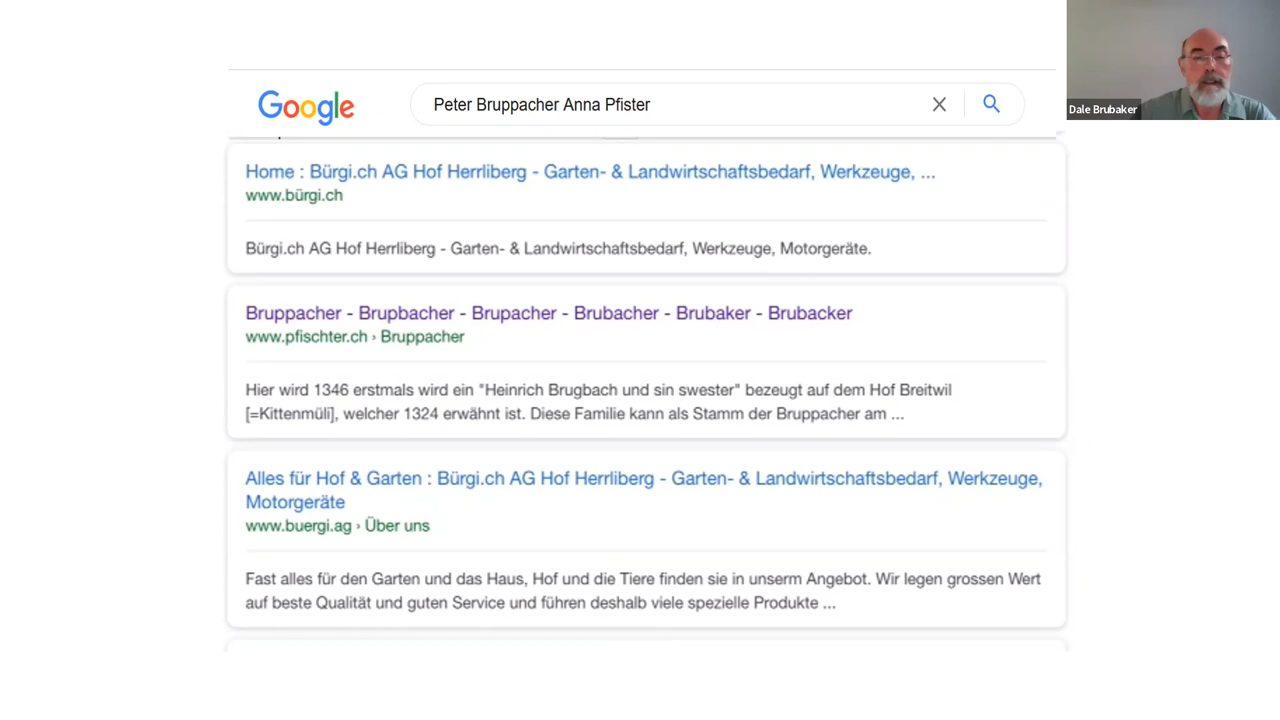 Google
Peter Bruppacher Anna Pfister
Dale Brubaker
Home : Bürgi.ch AG Hof Herrliberg - Garten- & Landwirtschaftsbedarf, Werkzeuge, ...
www.bürgi.ch
Bürgi.ch AG Hof Herrliberg - Garten- & Landwirtschaftsbedarf, Werkzeuge, Motorgeräte.
Bruppacher - Brupbacher - Brupacher - Brubacher - Brubaker - Brubacker
www.pfischter.ch › Bruppacher
Hier wird 1346 erstmals wird ein "Heinrich Brugbach und sin swester" bezeugt auf dem Hof Breitwil
[=Kittenmüli], welcher 1324 erwähnt ist. Diese Familie kann als Stamm der Bruppacher am ...
Alles für Hof & Garten : Bürgi.ch AG Hof Herrliberg - Garten- & Landwirtschaftsbedarf, Werkzeuge,
Motorgeräte
www.buergi.ag › Über uns
Fast alles für den Garten und das Haus, Hof und die Tiere finden sie in unserm Angebot. Wir legen grossen Wert
auf beste Qualität und guten Service und führen deshalb viele spezielle Produkte ...